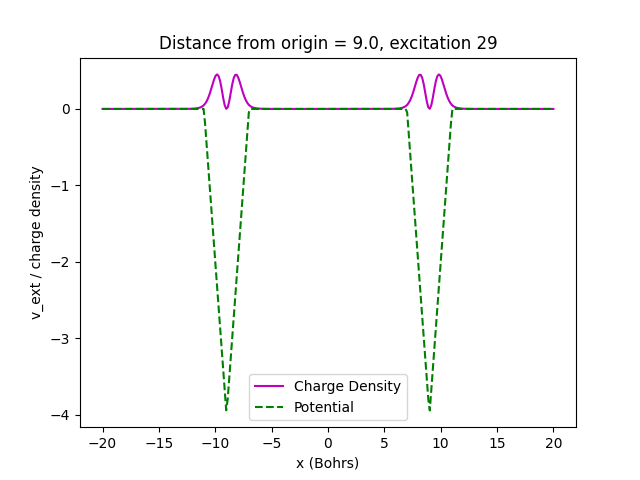 Distance from origin = 9.0, excitation 29
0
−1
−2
−3
−4
v_ext / charge density
Charge Density
Potential
−20 −15 −10 −5 0 5 10 15 20
x (Bohrs)